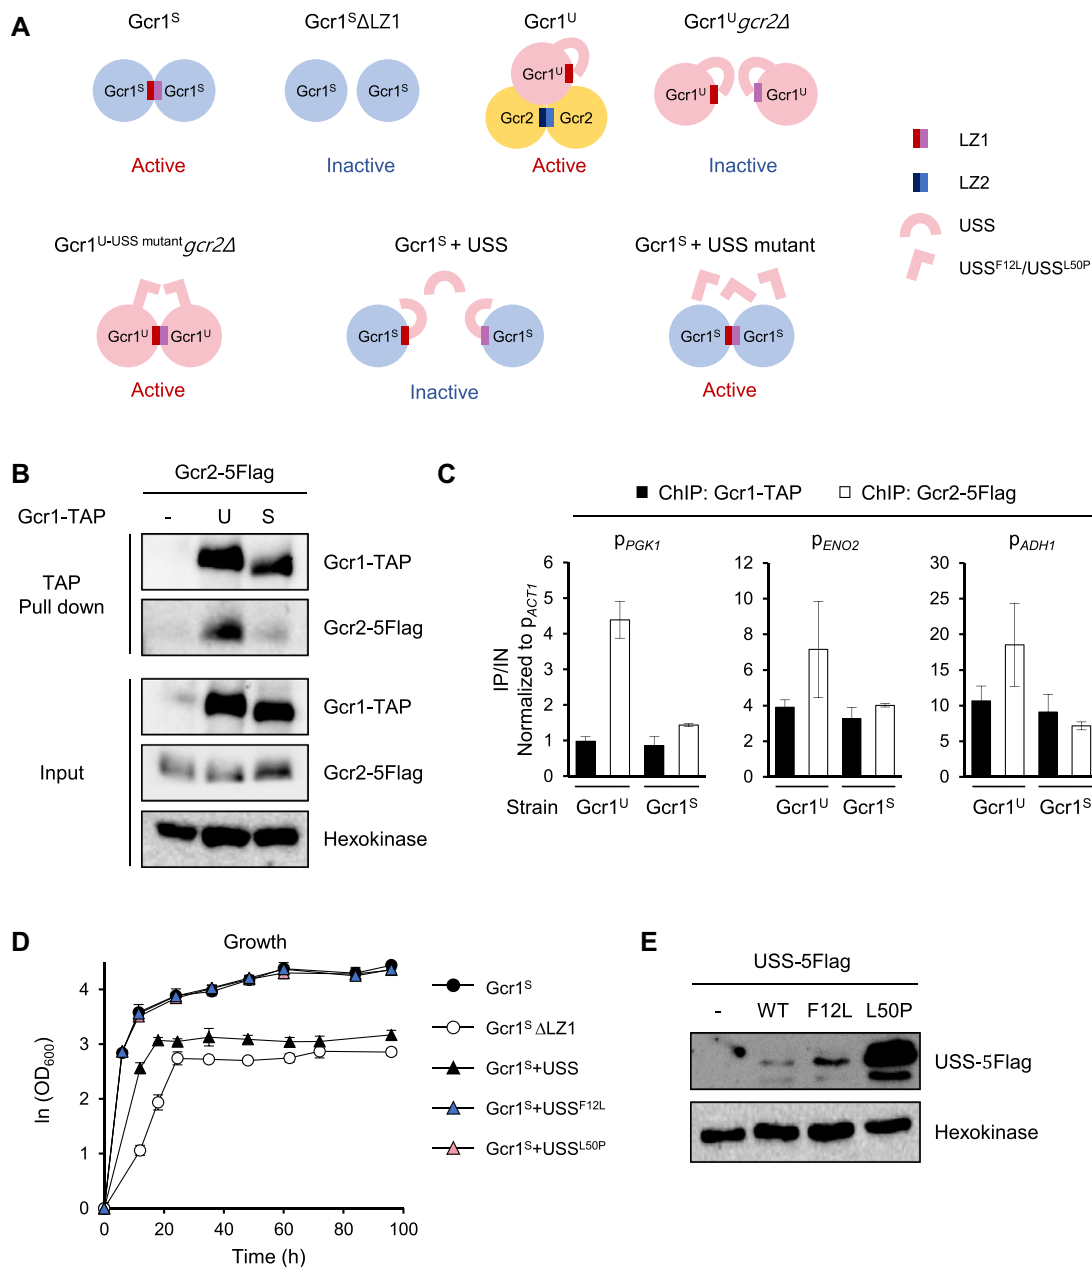 A
Gcr1S
Gcr1SΔLZ1
Gcr1U
Gcr1Ugcr2Δ
Gcr1S Gcr1S
Gcr1S Gcr1S
Gcr1U
Gcr2 Gcr2
Gcr1U Gcr1U
Active
Inactive
Active
Inactive
LZ1
LZ2
USS
USSF12L/USSL50P
Gcr1U-USS mutantgcr2Δ
Gcr1S + USS
Gcr1S + USS mutant
Gcr1U Gcr1U
Gcr1S Gcr1S
Gcr1S Gcr1S
Active
Inactive
Active
B
Gcr2-5Flag
Gcr1-TAP - U S
TAP
Pull down
Gcr1-TAP
Gcr2-5Flag
Input
Gcr1-TAP
Gcr2-5Flag
Hexokinase
C
ChIP: Gcr1-TAP ChIP: Gcr2-5Flag
pPGK1
pENO2
pADH1
IP/IN
Normalized to pACT1
6
5
4
3
2
1
0
12
10
8
6
4
2
0
30
25
20
15
10
5
0
Strain Gcr1U Gcr1S
Gcr1U Gcr1S
Gcr1U Gcr1S
D
Growth
ln (OD600)
4
3
2
1
0
0 20 40 60 80 100
Time (h)
Gcr1S
Gcr1S ΔLZ1
Gcr1S+USS
Gcr1S+USSF12L
Gcr1S+USSL50P
E
USS-5Flag
- WT F12L L50P
USS-5Flag
Hexokinase